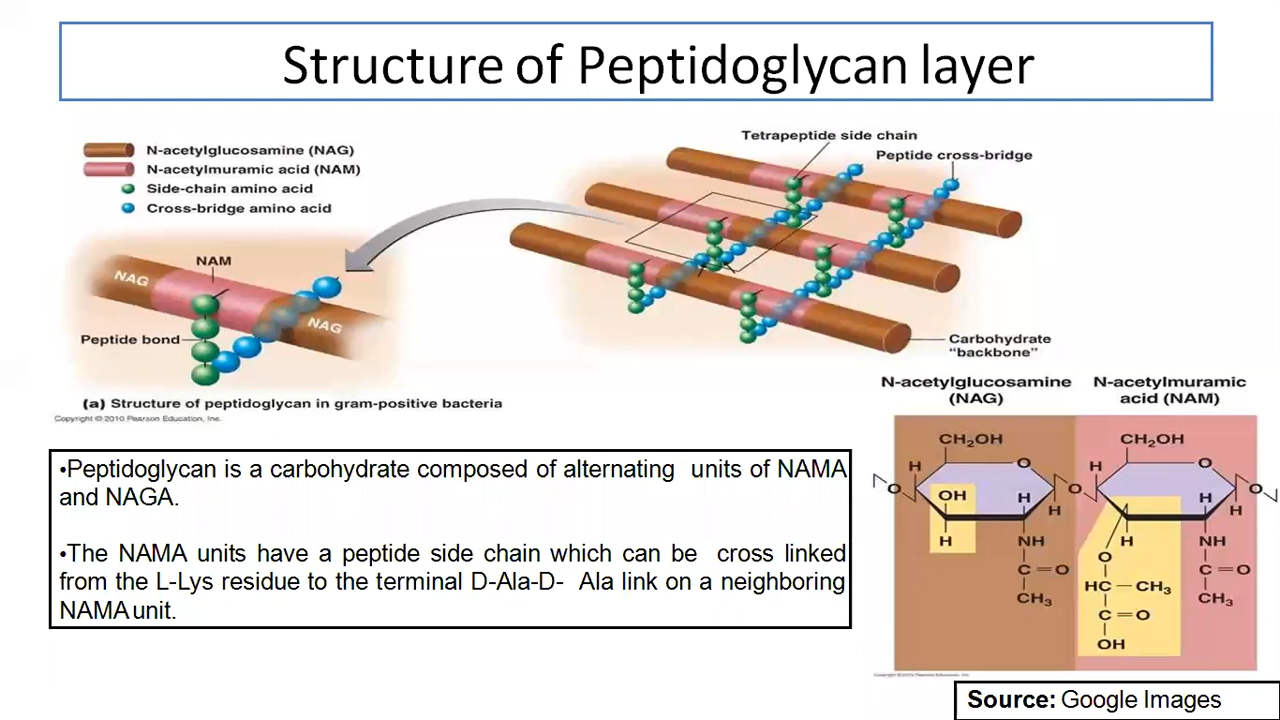 Structure of Peptidoglycan layer
N-acetylglucosamine (NAG)
N-acetylmuramic acid (NAM)
Side-chain amino acid
Cross-bridge amino acid
NAM
NAG
NAG
Peptide bond
(a) Structure of peptidoglycan in gram-positive bacteria
Copyright © 2010 Pearson Education, Inc.
Tetrapeptide side chain
Peptide cross-bridge
Carbohydrate
"backbone"
•Peptidoglycan is a carbohydrate composed of alternating units of NAMA
and NAGA.
•The NAMA units have a peptide side chain which can be cross linked
from the L-Lys residue to the terminal D-Ala-D- Ala link on a neighboring
NAMA unit.
N-acetylglucosamine
(NAG)
N-acetylmuramic
acid (NAM)
CH₂OH
O
H
O
OH
H
H
H
NH
C=O
CH₃
O
CH₂OH
O
H
H
H
O
H
O
HC—CH₃
C=O
OH
NH
C=O
CH₃
Copyright © 2010 Pearson Education, Inc.
Source: Google Images